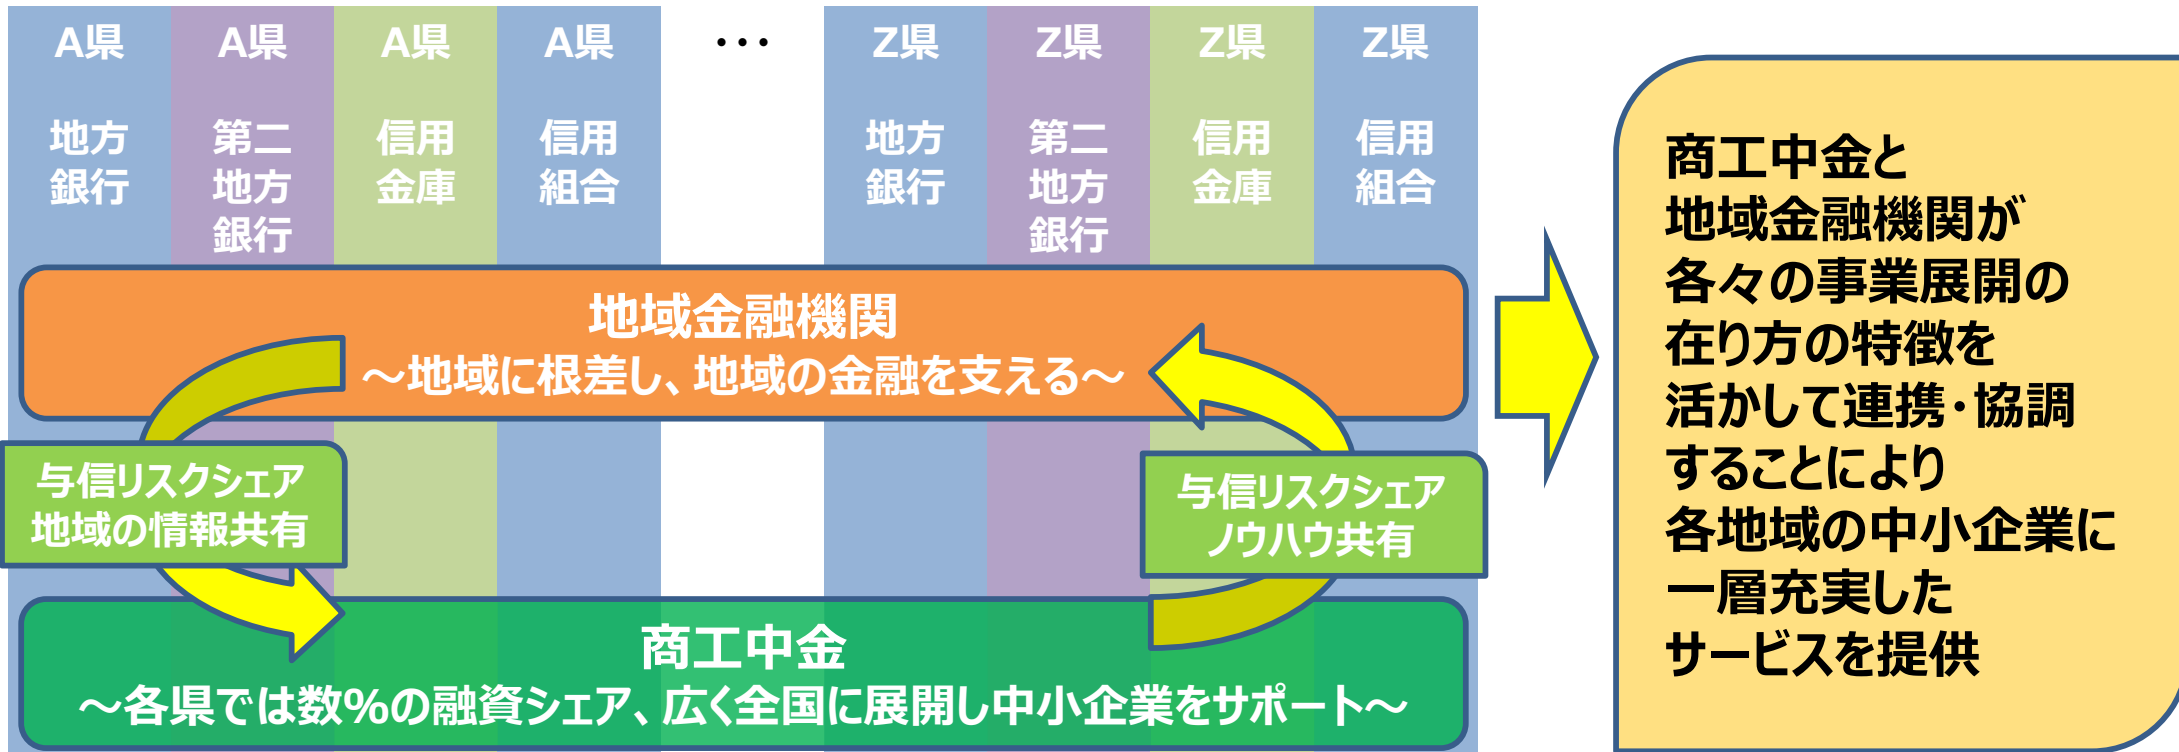 A県
地方
銀行
A県
第二
地方
銀行
A県
信用
金庫
A県
信用
組合
・・・
Z県
地方
銀行
Z県
第二
地方
銀行
Z県
信用
金庫
Z県
信用
組合
地域金融機関
～地域に根差し、地域の金融を支える～
与信リスクシェア
地域の情報共有
与信リスクシェア
ノウハウ共有
商工中金
～各県では数%の融資シェア、広く全国に展開し中小企業をサポート～
商工中金と
地域金融機関が
各々の事業展開の
在り方の特徴を
活かして連携・協調
することにより
各地域の中小企業に
一層充実した
サービスを提供